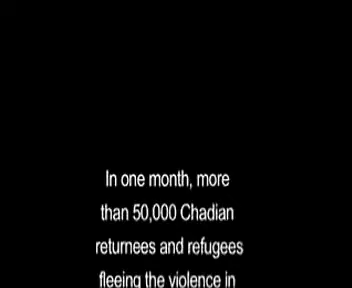 In one month, more
than 50,000 Chadian
returnees and refugees
fleeing the violence in